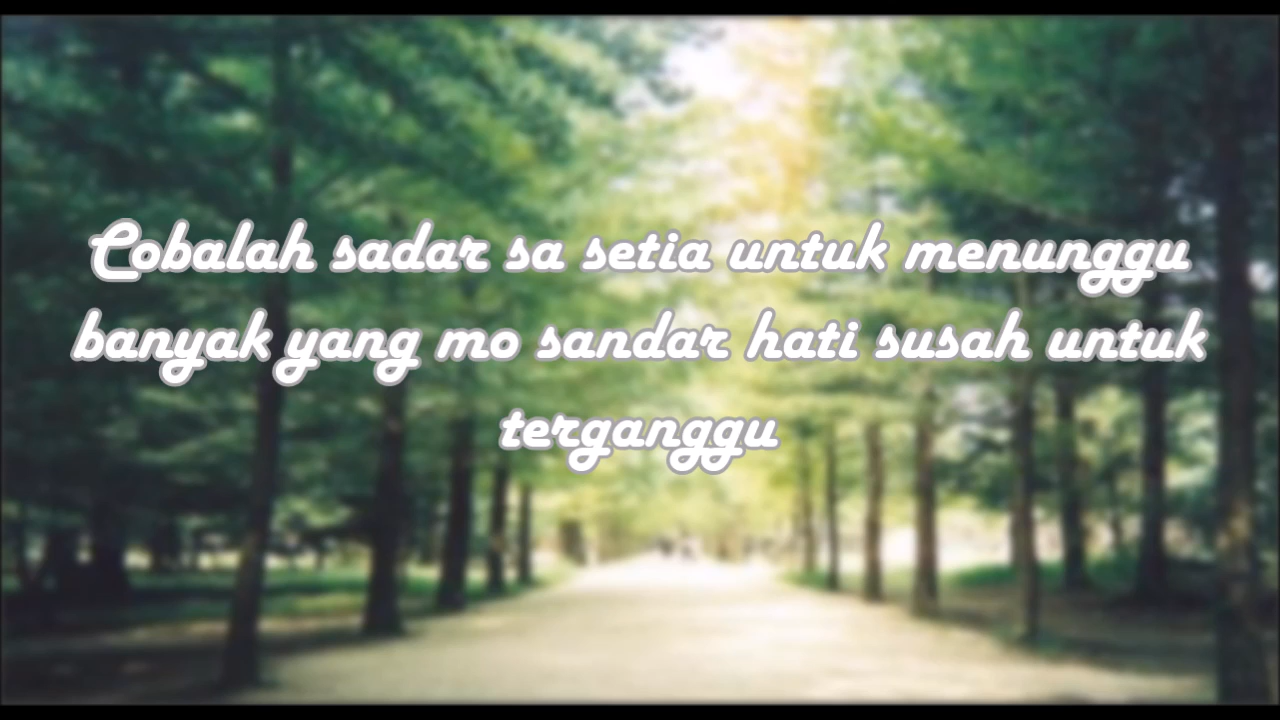 Cobalah sadar sa setia untuk menunggu
banyak yang mo sandar hati susah untuk
terganggu